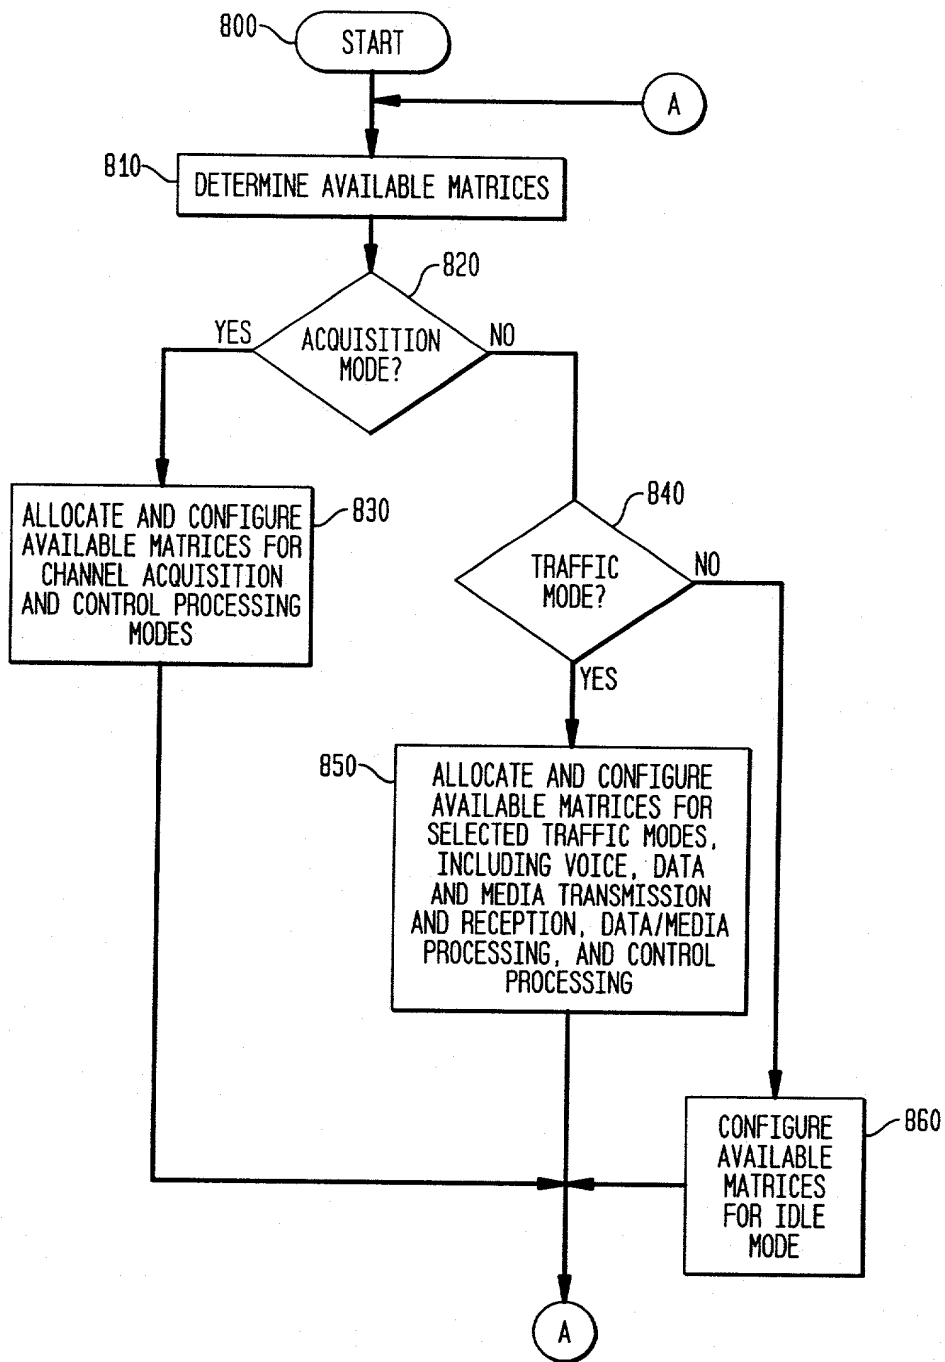 800
START
A
810
DETERMINE AVAILABLE MATRICES
820
YES
ACQUISITION
MODE?
NO
830
ALLOCATE AND CONFIGURE
AVAILABLE MATRICES FOR
CHANNEL ACQUISITION
AND CONTROL PROCESSING
MODES
840
TRAFFIC
MODE?
NO
YES
850
ALLOCATE AND CONFIGURE
AVAILABLE MATRICES FOR
SELECTED TRAFFIC MODES,
INCLUDING VOICE, DATA
AND MEDIA TRANSMISSION
AND RECEPTION, DATA/MEDIA
PROCESSING, AND CONTROL
PROCESSING
860
CONFIGURE
AVAILABLE
MATRICES
FOR IDLE
MODE
A